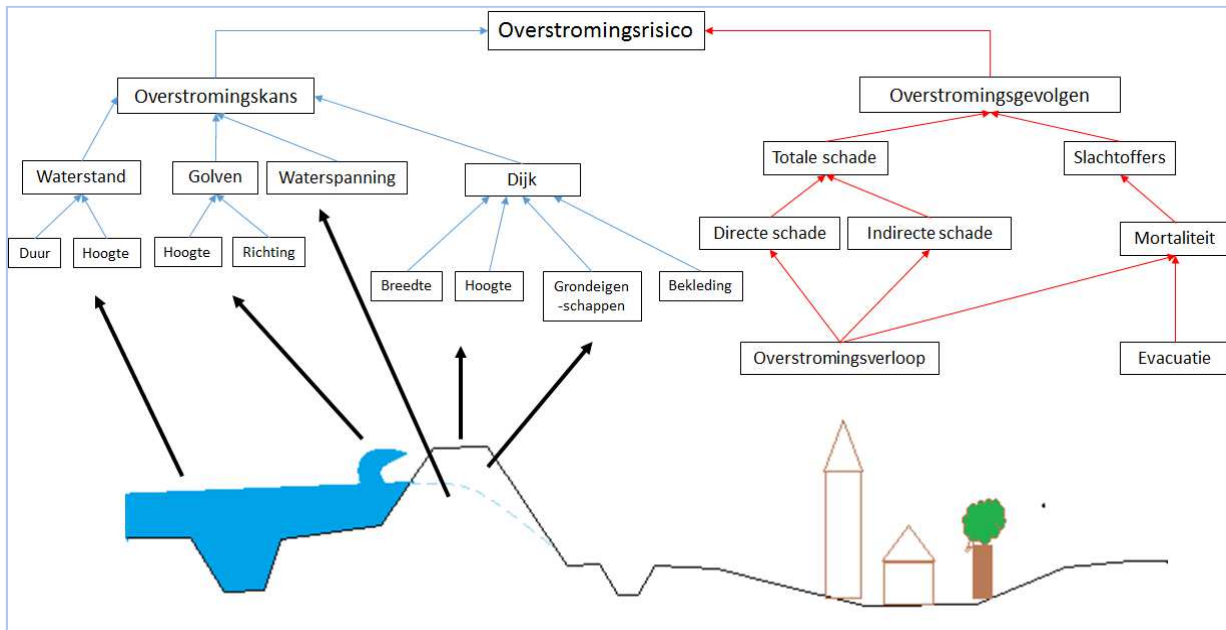 Overstromingsrisico
Overstromingskans
Overstromingsgevolgen
Waterstand
Golven
Waterspanning
Dijk
Totale schade
Slachtoffers
Duur
Hoogte
Hoogte
Richting
Breedte
Hoogte
Grondeigen
-schappen
Bekleding
Directe schade
Indirecte schade
Mortaliteit
Overstromingsverloop
Evacuatie